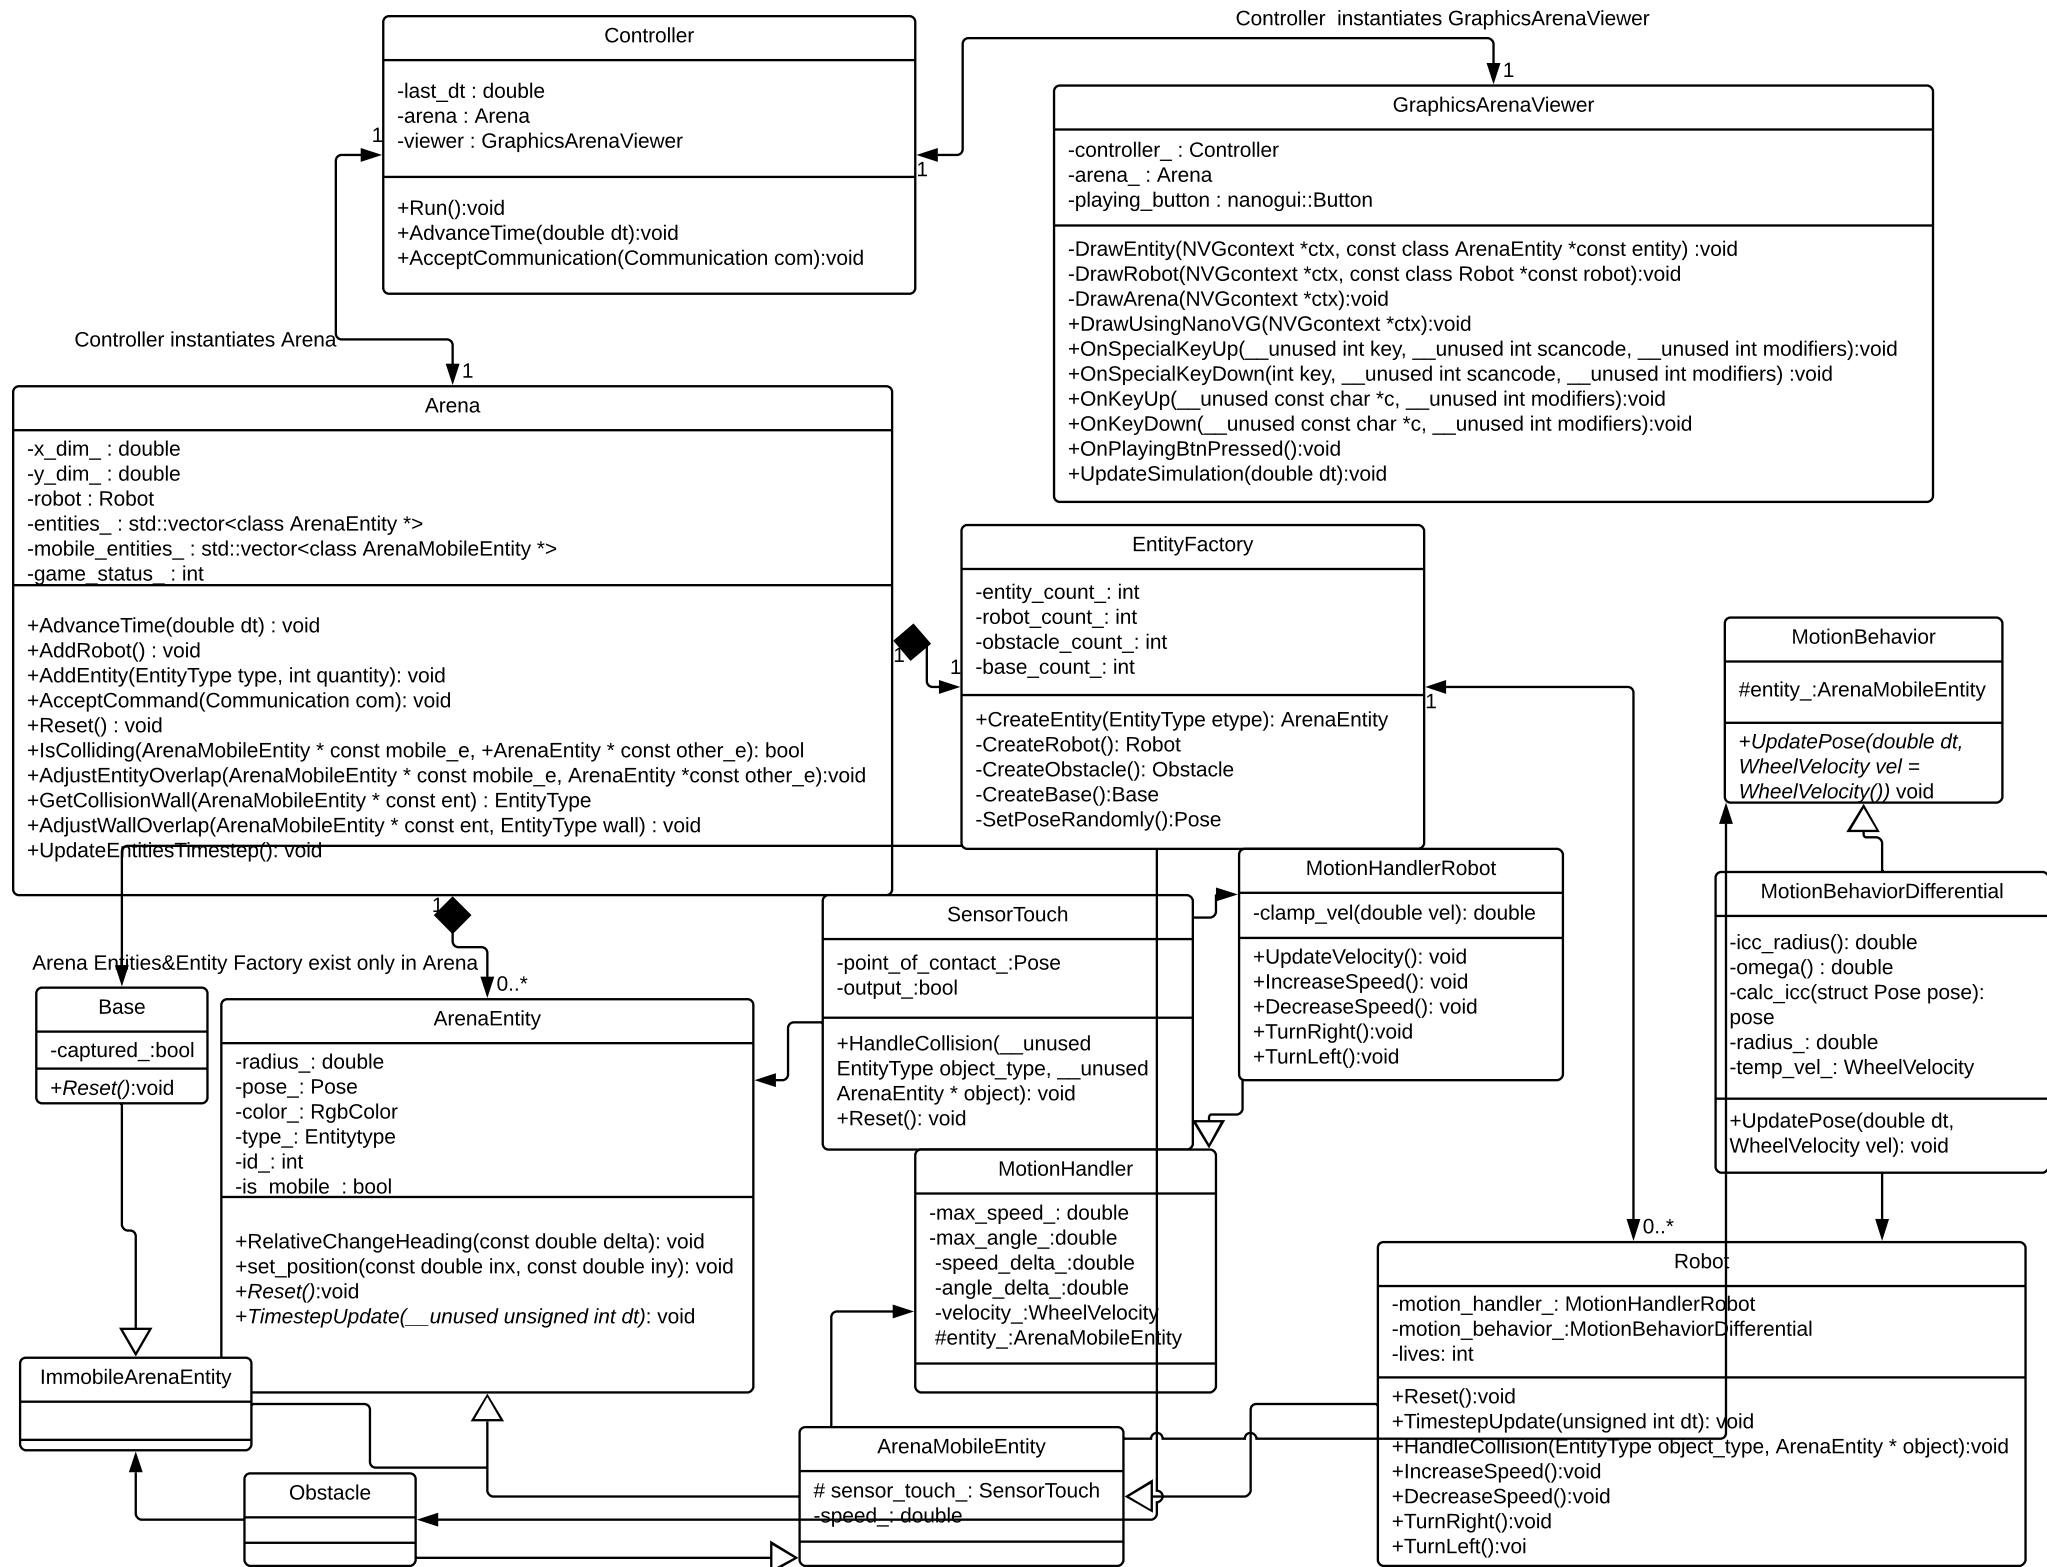 Controller instantiates GraphicsArenaViewer
Controller
-last_dt : double
-arena : Arena
-viewer : GraphicsArenaViewer
+Run():void
+AdvanceTime(double dt):void
+AcceptCommunication(Communication com):void
1
1
1
GraphicsArenaViewer
-controller_ : Controller
-arena_ : Arena
-playing_button : nanogui::Button
-DrawEntity(NVGcontext *ctx, const class ArenaEntity *const entity) :void
-DrawRobot(NVGcontext *ctx, const class Robot *const robot):void
-DrawArena(NVGcontext *ctx):void
+DrawUsingNanoVG(NVGcontext *ctx):void
+OnSpecialKeyUp(__unused int key, __unused int scancode, __unused int modifiers):void
+OnSpecialKeyDown(int key, __unused int scancode, __unused int modifiers) :void
+OnKeyUp(__unused const char *c, __unused int modifiers):void
+OnKeyDown(__unused const char *c, __unused int modifiers):void
+OnPlayingBtnPressed():void
+UpdateSimulation(double dt):void
Controller instantiates Arena
1
Arena
-x_dim_ : double
-y_dim_ : double
-robot : Robot
-entities_ : std::vector<class ArenaEntity *>
-mobile_entities_ : std::vector<class ArenaMobileEntity *>
-game_status_ : int
+AdvanceTime(double dt) : void
+AddRobot() : void
+AddEntity(EntityType type, int quantity): void
+AcceptCommand(Communication com): void
+Reset() : void
+IsColliding(ArenaMobileEntity * const mobile_e, +ArenaEntity * const other_e): bool
+AdjustEntityOverlap(ArenaMobileEntity * const mobile_e, ArenaEntity *const other_e):void
+GetCollisionWall(ArenaMobileEntity * const ent) : EntityType
+AdjustWallOverlap(ArenaMobileEntity * const ent, EntityType wall) : void
+UpdateEntitiesTimestep(): void
1
1
EntityFactory
-entity_count_: int
-robot_count_: int
-obstacle_count_: int
-base_count_: int
+CreateEntity(EntityType etype): ArenaEntity
-CreateRobot(): Robot
-CreateObstacle(): Obstacle
-CreateBase():Base
-SetPoseRandomly():Pose
1
MotionBehavior
#entity_:ArenaMobileEntity
+UpdatePose(double dt,
WheelVelocity vel =
WheelVelocity()) void
MotionBehaviorDifferential
-icc_radius(): double
-omega() : double
-calc_icc(struct Pose pose):
pose
-radius_: double
-temp_vel_: WheelVelocity
+UpdatePose(double dt,
WheelVelocity vel): void
MotionHandlerRobot
-clamp_vel(double vel): double
+UpdateVelocity(): void
+IncreaseSpeed(): void
+DecreaseSpeed(): void
+TurnRight():void
+TurnLeft():void
SensorTouch
-point_of_contact_:Pose
-output_:bool
+HandleCollision(__unused
EntityType object_type, __unused
ArenaEntity * object): void
+Reset(): void
1
Arena Entities&Entity Factory exist only in Arena
0..*
Base
-captured_:bool
+Reset():void
ArenaEntity
-radius_: double
-pose_: Pose
-color_: RgbColor
-type_: Entitytype
-id_: int
-is_mobile_: bool
+RelativeChangeHeading(const double delta): void
+set_position(const double inx, const double iny): void
+Reset():void
+TimestepUpdate(__unused unsigned int dt): void
MotionHandler
-max_speed_: double
-max_angle_:double
-speed_delta_:double
-angle_delta_:double
-velocity_:WheelVelocity
#entity_:ArenaMobileEntity
0..*
Robot
-motion_handler_: MotionHandlerRobot
-motion_behavior_:MotionBehaviorDifferential
-lives: int
+Reset():void
+TimestepUpdate(unsigned int dt): void
+HandleCollision(EntityType object_type, ArenaEntity * object):void
+IncreaseSpeed():void
+DecreaseSpeed():void
+TurnRight():void
+TurnLeft():voi
ImmobileArenaEntity
Obstacle
ArenaMobileEntity
# sensor_touch_: SensorTouch
-speed_: double